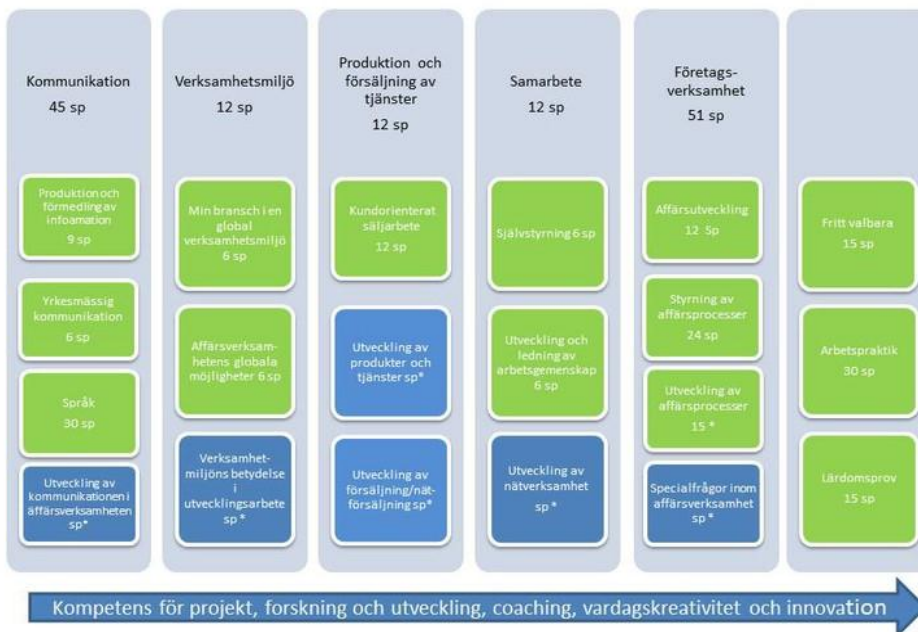 Kommunikation
45 sp
Produktion och
förmedling av
infoamation
9 sp
Yrkesmässig
kommunikation
6 sp
Språk
30 sp
Utveckling av
kommunikationen i
äffärsverksamheten
sp*
Verksamhetsmiljö
12 sp
Min bransch i en
global
verksamhetsmiljö
6 sp
Affärsverksam-
hetens globala
möjligheter 6 sp
Verksamhet-
miljöns betydelse
i
utvecklingsarbete
sp *
Produktion och
försäljning av
tjänster
12 sp
Kundorienterat
säljarbete
12 sp
Utveckling av
produkter och
tjänster sp*
Utveckling av
försäljning/nät-
försäljning sp*
Samarbete
12 sp
Självstyrning 6 sp
Utveckling och
ledning av
arbetsgemenskap
6 sp
Utveckling av
nätverksamhet
sp *
Företags-
verksamhet
51 sp
Affärsutveckling
12 Sp
Styrning av
affärsprocesser
24 sp
Utveckling av
affärsprocesser
15 *
Specialfrågor inom
affärsverksamhet
sp *
Fritt valbara
15 sp
Arbetspraktik
30 sp
Lärdomsprov
15 sp
Kompetens för projekt, forskning och utveckling, coaching, vardagskreativitet och innovation